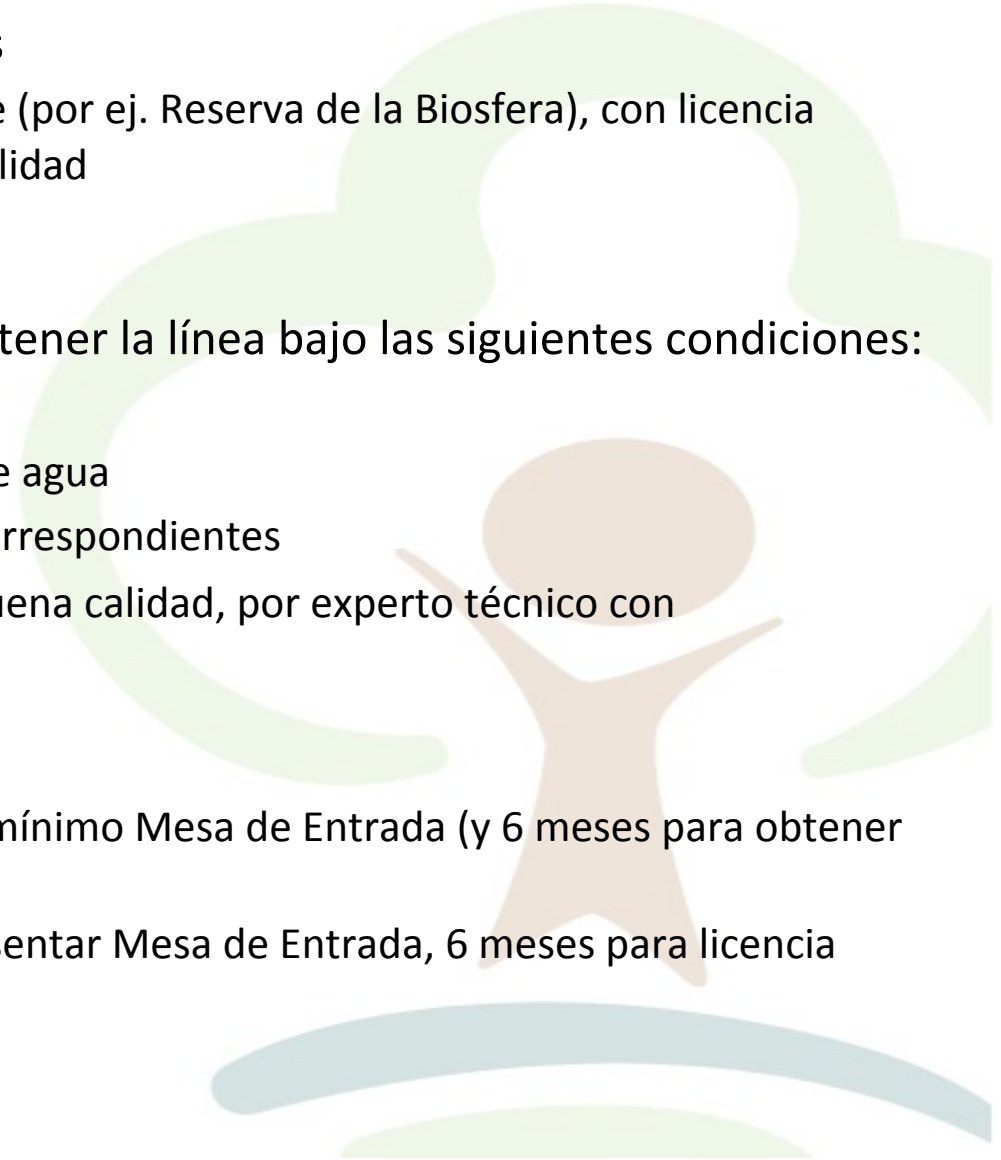 s
e (por ej. Reserva de la Biosfera), con licencia
lidad
tener la línea bajo las siguientes condiciones:
e agua
rrespondientes
uena calidad, por experto técnico con
mínimo Mesa de Entrada (y 6 meses para obtener
sentar Mesa de Entrada, 6 meses para licencia